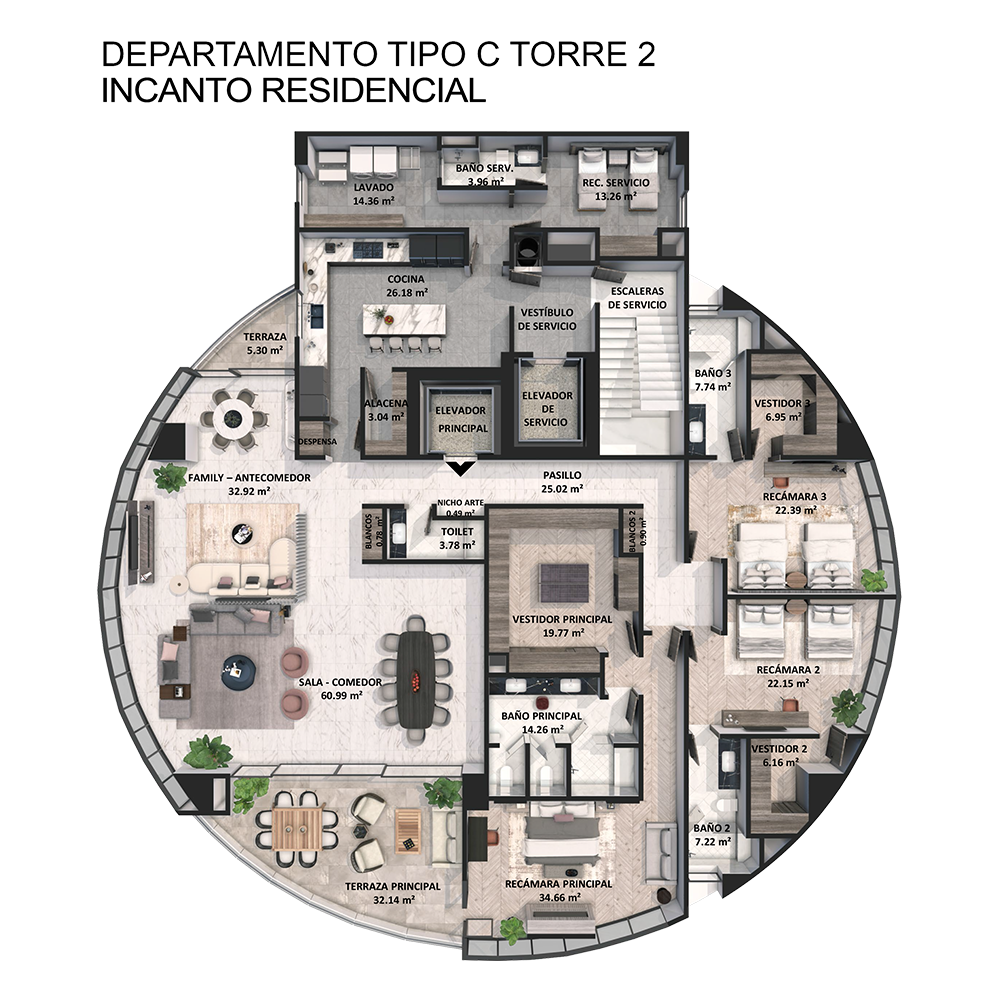 DEPARTAMENTO TIPO C TORRE 2
INCANTO RESIDENCIAL
LAVADO
14.36 m²
BAÑO SERV.
3.96 m²
REC. SERVICIO
13.26 m²
COCINA
26.18 m²
ESCALERAS
DE SERVICIO
VESTÍBULO
DE SERVICIO
TERRAZA
5.30 m²
BAÑO 3
7.74 m²
VESTIDOR 3
6.95 m²
ALACENA
3.04 m²
ELEVADOR
PRINCIPAL
ELEVADOR
DE
SERVICIO
DESPENSA
FAMILY – ANTECOMEDOR
32.92 m²
PASILLO
25.02 m²
RECÁMARA 3
22.39 m²
NICHO ARTE
0.49 m²
BLANCOS
0.78 m²
TOILET
3.78 m²
BLANCOS 2
0.90 m²
VESTIDOR PRINCIPAL
19.77 m²
SALA - COMEDOR
60.99 m²
RECÁMARA 2
22.15 m²
BAÑO PRINCIPAL
14.26 m²
VESTIDOR 2
6.16 m²
BAÑO 2
7.22 m²
TERRAZA PRINCIPAL
32.14 m²
RECÁMARA PRINCIPAL
34.66 m²